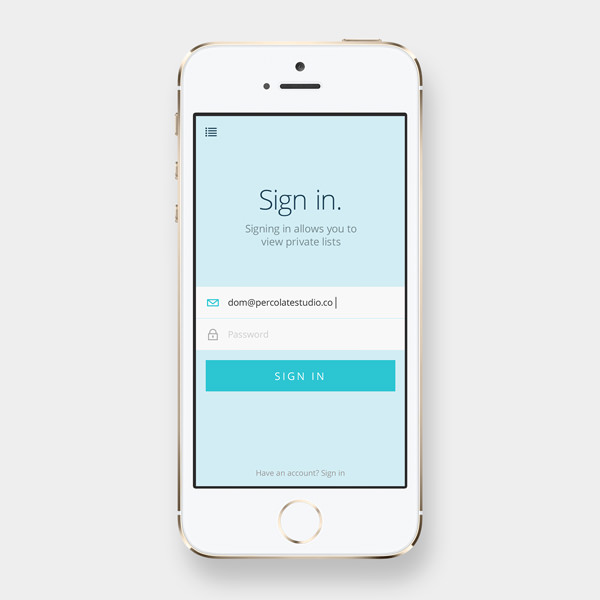 Sign in.
Signing in allows you to
view private lists
dom@percolatestudio.co
Password
SIGN IN
Have an account? Sign in